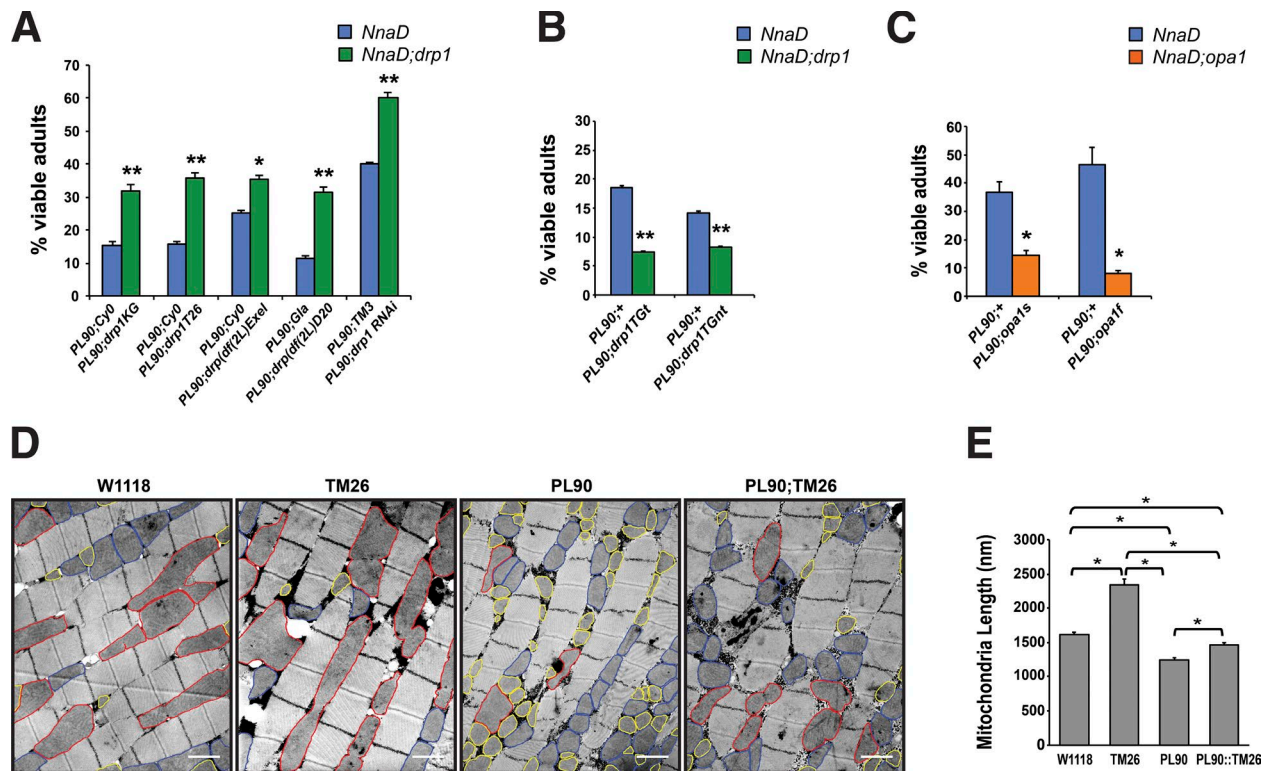 A
NnaD
NnaD;drp1
% viable adults
70
60
50
40
30
20
10
0
**
**
*
**
**
PL90;Cy0
PL90;drp1KG
PL90;Cy0
PL90;drp1T26
PL90;Cy0
PL90;drp(df(2L)Exel
PL90;Gla
PL90;drp(df(2L)D20
PL90;TM3
PL90;drp1 RNAi
B
NnaD
NnaD;drp1
% viable adults
30
25
20
15
10
5
0
**
**
PL90;+
PL90;drp1TGt
PL90;+
PL90;drp1TGnt
C
NnaD
NnaD;opa1
% viable adults
60
50
40
30
20
10
0
*
*
PL90;+
PL90;opa1s
PL90;+
PL90;opa1f
D
W1118
TM26
PL90
PL90;TM26
E
Mitochondria Length (nm)
3000
2500
2000
1500
1000
500
0
*
*
*
*
*
*
W1118
TM26
PL90
PL90::TM26